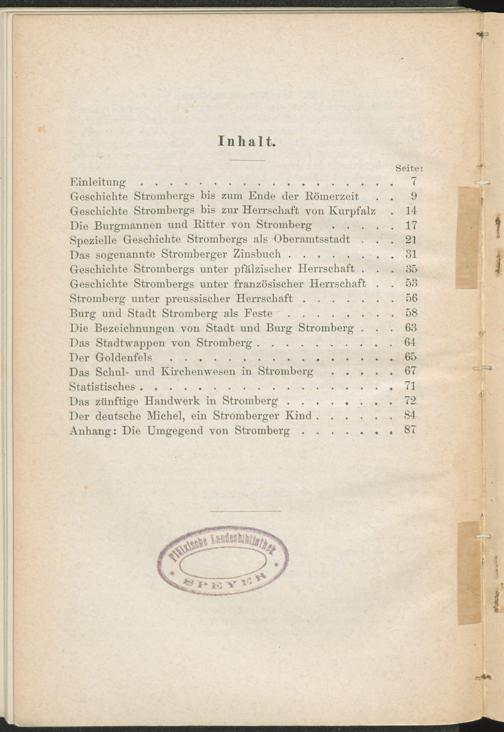 Inhalt.
Seite:
Einleitung . . . . . . . . . . . . . . . . . . 7
Geschichte Strombergs bis zum Ende der Römerzeit . . 9
Geschichte Strombergs bis zur Herrschaft von Kurpfalz . 14
Die Burgmannen und Ritter von Stromberg . . . . . 17
Spezielle Geschichte Strombergs als Oberamtsstadt . . . 21
Das sogenannte Stromberger Zinsbuch . . . . . . . . 31
Geschichte Strombergs unter pfälzischer Herrschaft . . . 35
Geschichte Strombergs unter französischer Herrschaft . . 53
Stromberg unter preussischer Herrschaft . . . . . . . 56
Burg und Stadt Stromberg als Feste . . . . . . . . 58
Die Bezeichnungen von Stadt und Burg Stromberg . . . 63
Das Stadtwappen von Stromberg . . . . . . . . . . 64
Der Goldenfels . . . . . . . . . . . . . . . . 65
Das Schul- und Kirchenwesen in Stromberg . . . . . 67
Statistisches . . . . . . . . . . . . . . . . . . 71
Das zünftige Handwerk in Stromberg . . . . . . . . 72
Der deutsche Michel, ein Stromberger Kind . . . . . . 84
Anhang: Die Umgegend von Stromberg . . . . . . . 87
Pfälzische Landesbibliothek
* SPEYER *